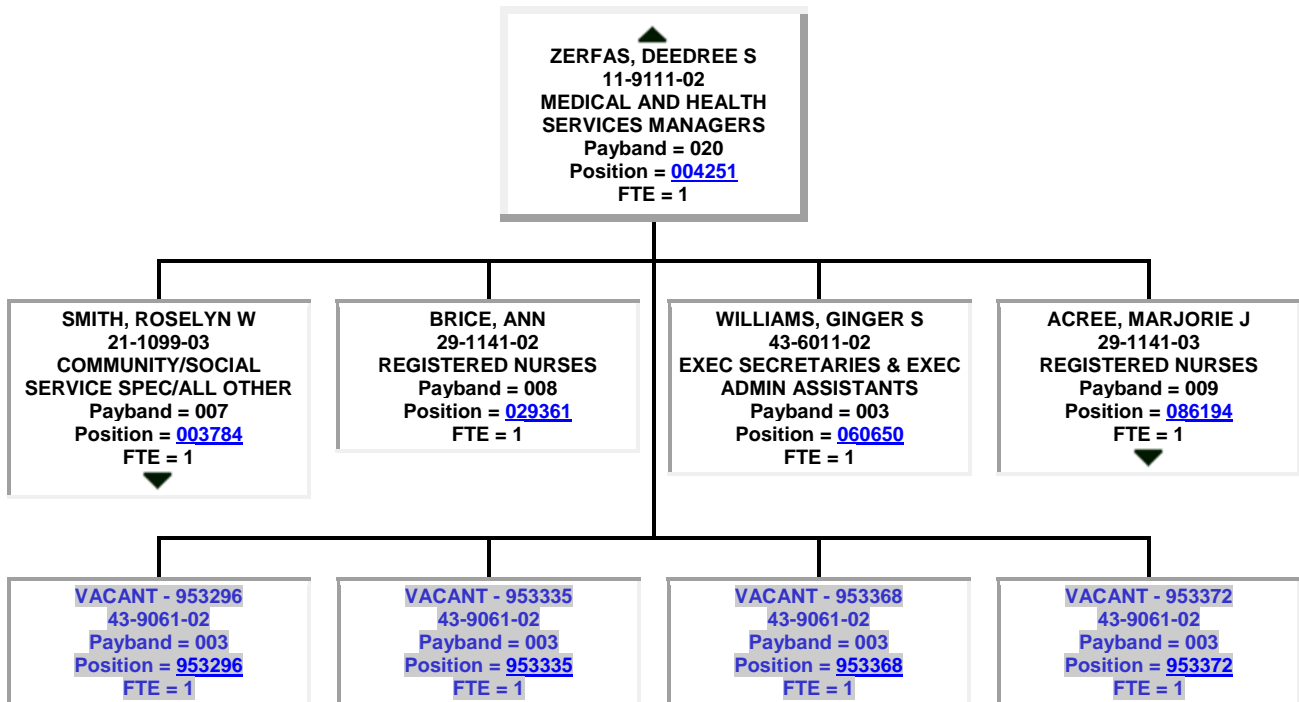 ZERFAS, DEEDREE S
11-9111-02
MEDICAL AND HEALTH
SERVICES MANAGERS
Payband = 020
Position = 004251
FTE = 1
SMITH, ROSELYN W
21-1099-03
COMMUNITY/SOCIAL
SERVICE SPEC/ALL OTHER
Payband = 007
Position = 003784
FTE = 1
BRICE, ANN
29-1141-02
REGISTERED NURSES
Payband = 008
Position = 029361
FTE = 1
WILLIAMS, GINGER S
43-6011-02
EXEC SECRETARIES & EXEC
ADMIN ASSISTANTS
Payband = 003
Position = 060650
FTE = 1
ACREE, MARJORIE J
29-1141-03
REGISTERED NURSES
Payband = 009
Position = 086194
FTE = 1
VACANT - 953296
43-9061-02
Payband = 003
Position = 953296
FTE = 1
VACANT - 953335
43-9061-02
Payband = 003
Position = 953335
FTE = 1
VACANT - 953368
43-9061-02
Payband = 003
Position = 953368
FTE = 1
VACANT - 953372
43-9061-02
Payband = 003
Position = 953372
FTE = 1